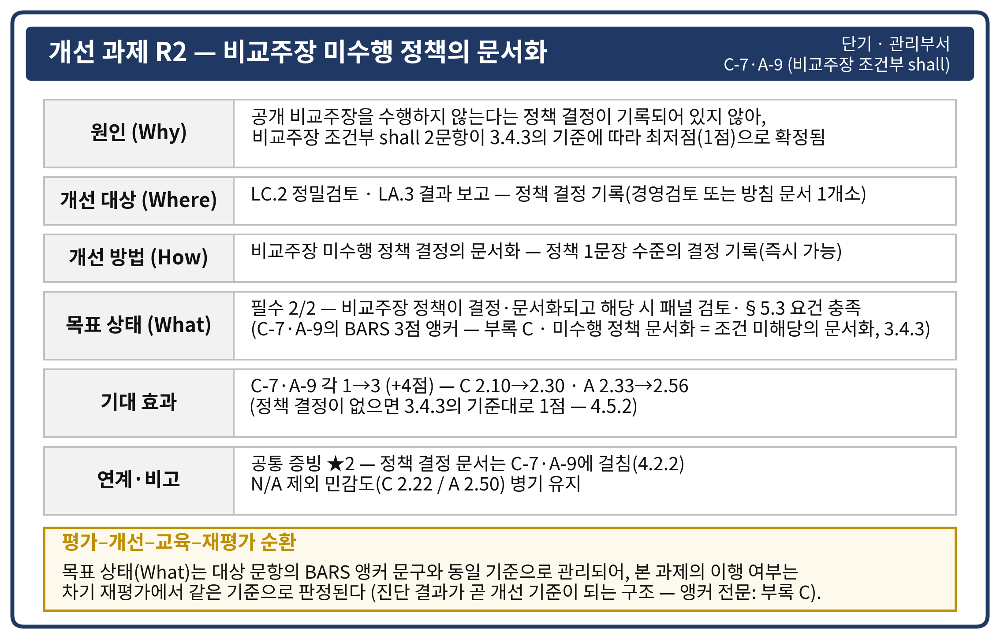 개선 과제 R2 — 비교주장 미수행 정책의 문서화
단기 · 관리부서
C-7·A-9 (비교주장 조건부 shall)
원인 (Why)
공개 비교주장을 수행하지 않는다는 정책 결정이 기록되어 있지 않아,
비교주장 조건부 shall 2문항이 3.4.3의 기준에 따라 최저점(1점)으로 확정됨
개선 대상 (Where)
LC.2 정밀검토 · LA.3 결과 보고 — 정책 결정 기록(경영검토 또는 방침 문서 1개소)
개선 방법 (How)
비교주장 미수행 정책 결정의 문서화 — 정책 1문장 수준의 결정 기록(즉시 가능)
목표 상태 (What)
필수 2/2 — 비교주장 정책이 결정·문서화되고 해당 시 패널 검토· § 5.3 요건 충족
(C-7·A-9의 BARS 3점 앵커 — 부록 C · 미수행 정책 문서화 = 조건 미해당의 문서화, 3.4.3)
기대 효과
C-7·A-9 각 1→3 (+4점) — C 2.10→2.30 · A 2.33→2.56
(정책 결정이 없으면 3.4.3의 기준대로 1점 — 4.5.2)
연계·비고
공통 증빙 ★2 — 정책 결정 문서는 C-7·A-9에 걸침(4.2.2)
N/A 제외 민감도(C 2.22 / A 2.50) 병기 유지
평가–개선–교육–재평가 순환
목표 상태(What)는 대상 문항의 BARS 앵커 문구와 동일 기준으로 관리되어, 본 과제의 이행 여부는
차기 재평가에서 같은 기준으로 판정된다 (진단 결과가 곧 개선 기준이 되는 구조 — 앵커 전문: 부록 C).